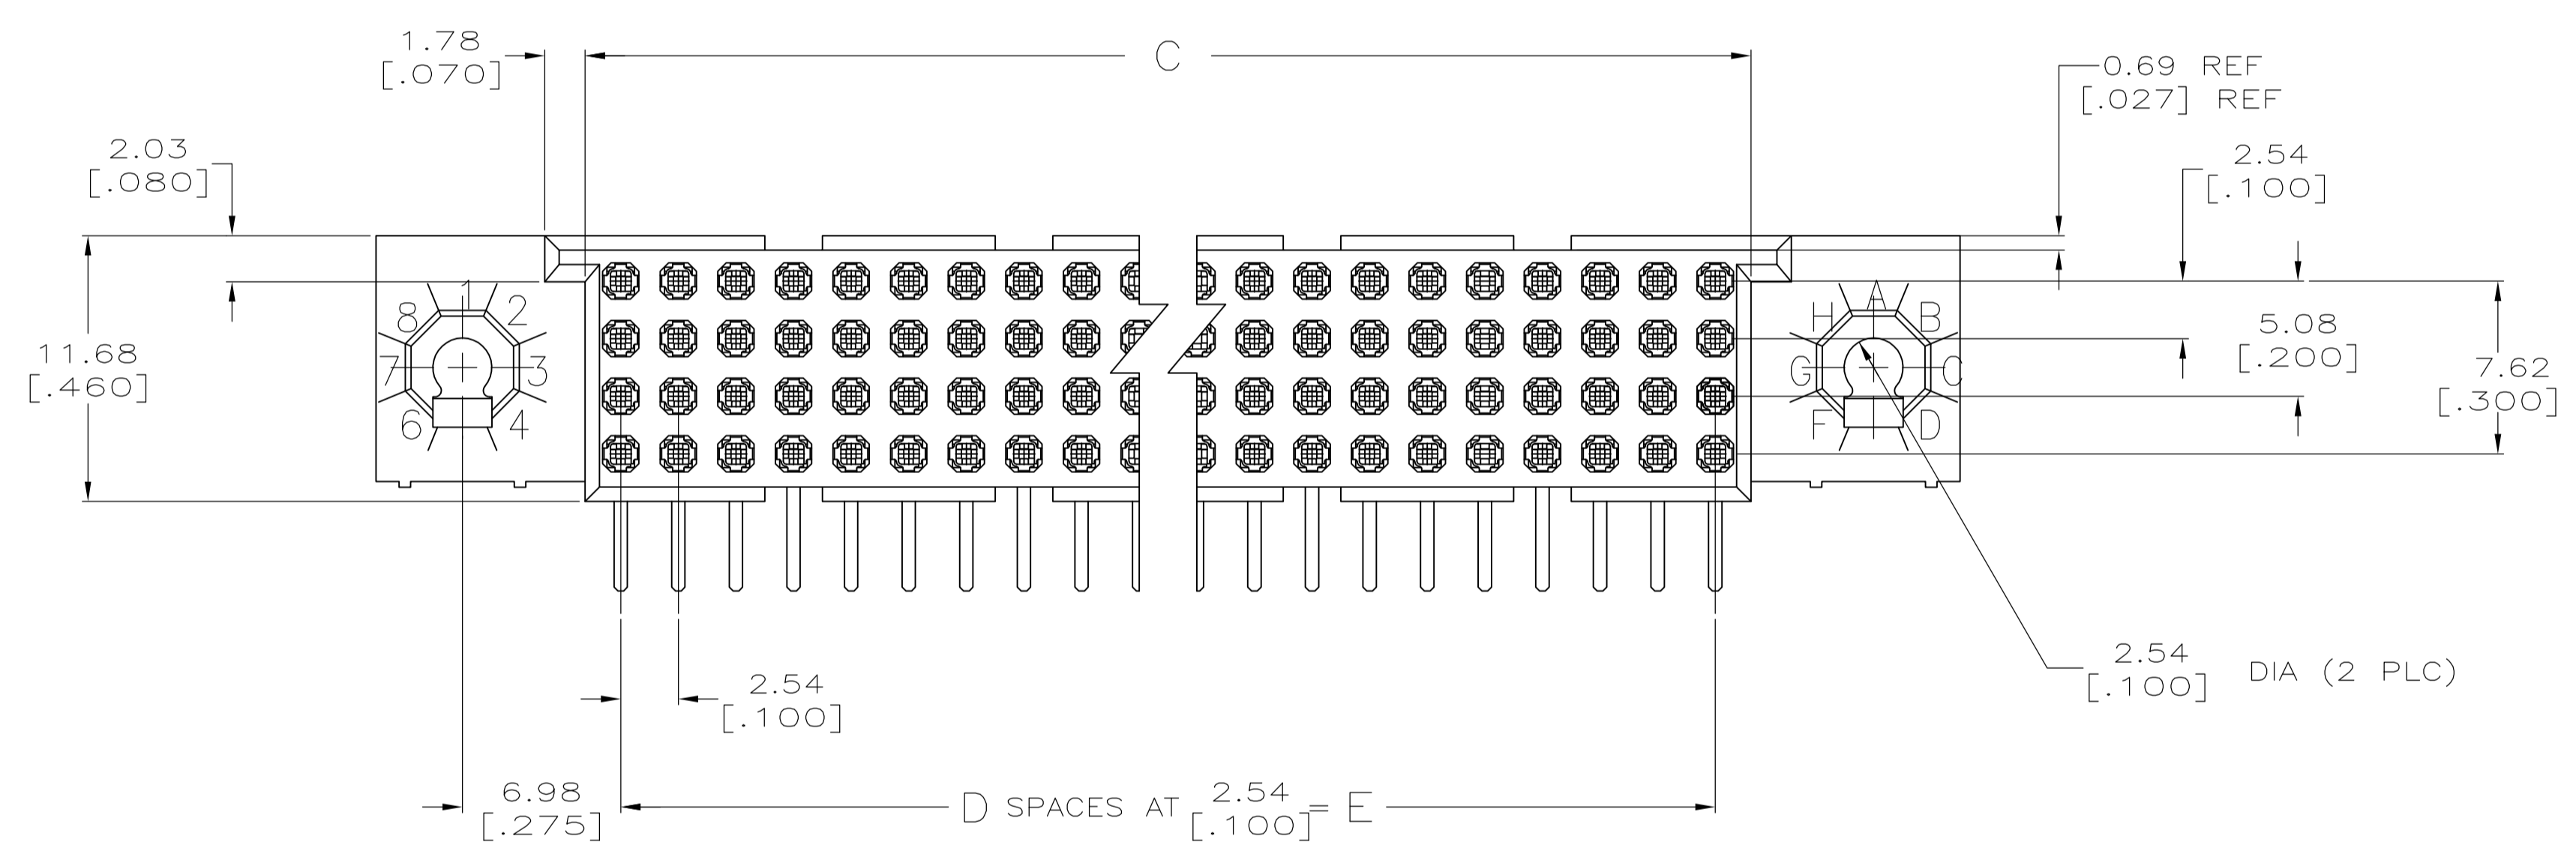 1.78
[.070]
C
0.69 REF
[.027] REF
2.03
[.080]
2.54
[.100]
11.68
[.460]
1
2
3
4
6
7
8
A
B
C
D
F
G
H
5.08
[.200]
7.62
[.300]
2.54
[.100]
DIA (2 PLC)
2.54
[.100]
6.98
[.275]
D SPACES AT 2.54 = E
[.100]